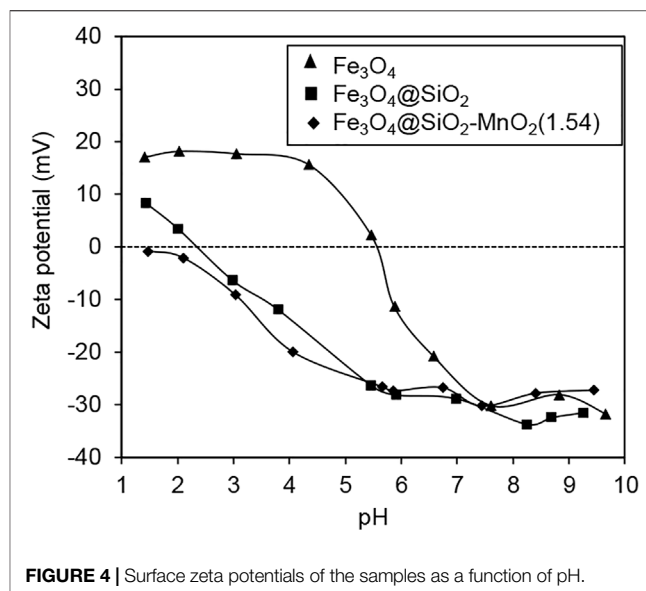 40
30
20
10
0
-10
-20
-30
-40
Zeta potential (mV)
Fe₃O₄
Fe₃O₄@SiO₂
Fe₃O₄@SiO₂-MnO₂(1.54)
1 2 3 4 5 6 7 8 9 10
pH
FIGURE 4 | Surface zeta potentials of the samples as a function of pH.